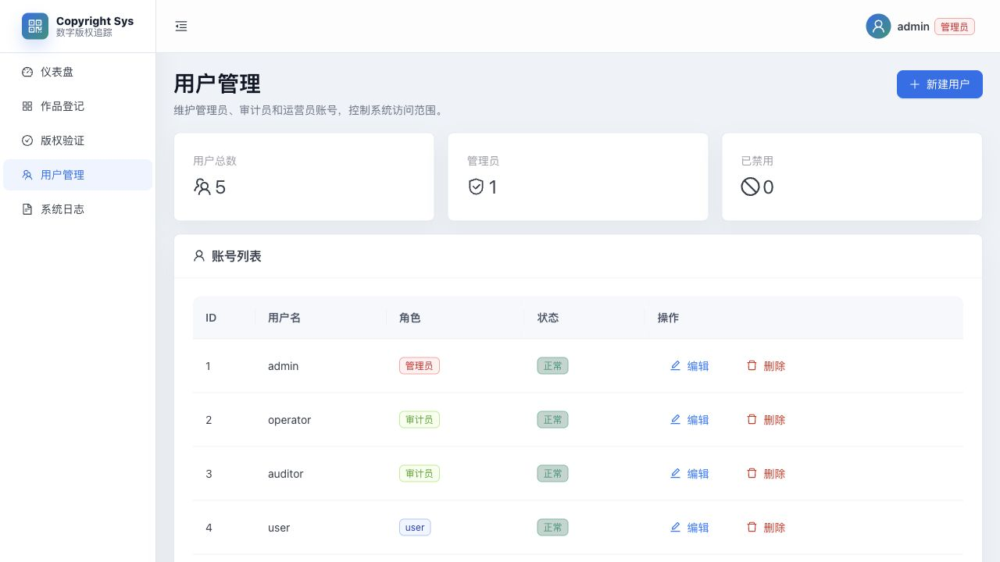 Copyright Sys
数字版权追踪
admin 管理员
仪表盘
作品登记
版权验证
用户管理
系统日志
用户管理
维护管理员、审计员和运营员账号，控制系统访问范围。
新建用户
用户总数
5
管理员
1
已禁用
0
账号列表
ID 用户名 角色 状态 操作
1 admin 管理员 正常 编辑 删除
2 operator 审计员 正常 编辑 删除
3 auditor 审计员 正常 编辑 删除
4 user user 正常 编辑 删除